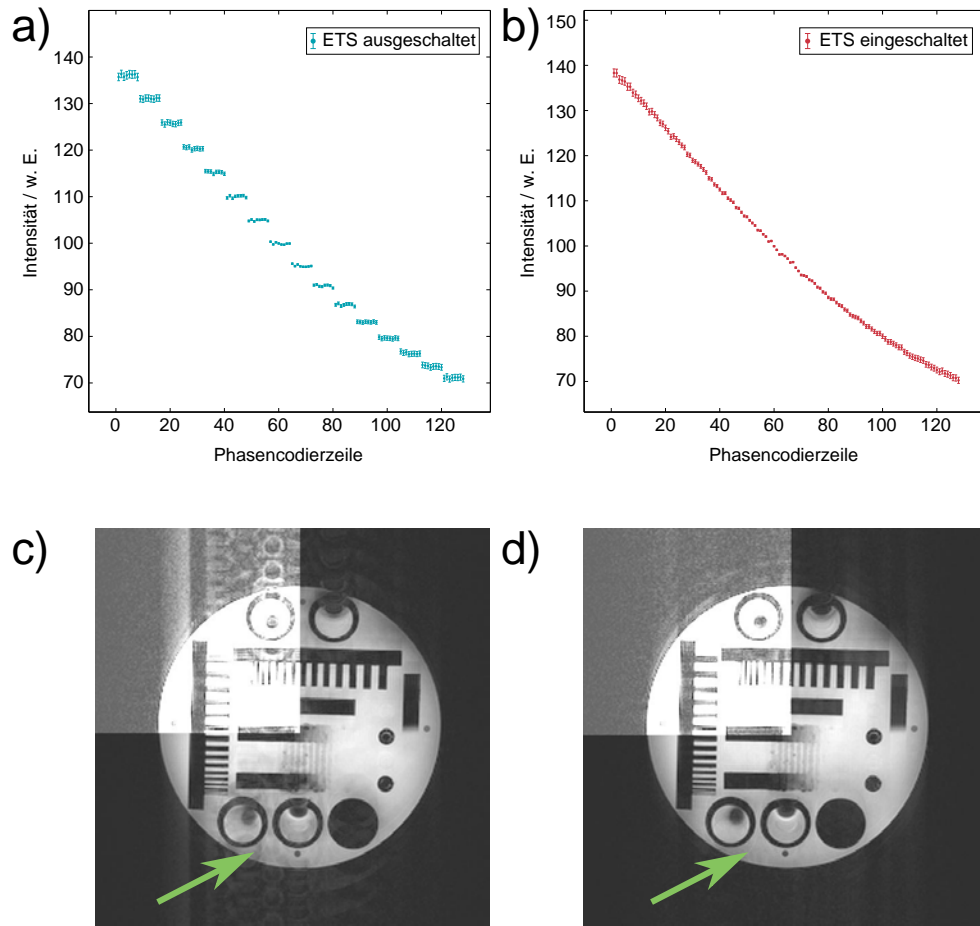 a)
ETS ausgeschaltet
140
130
120
110
100
90
80
70
Intensität / w. E.
0 20 40 60 80 100 120
Phasencodierzeile
b)
ETS eingeschaltet
150
140
130
120
110
100
90
80
70
Intensität / w. E.
0 20 40 60 80 100 120
Phasencodierzeile
c)
d)